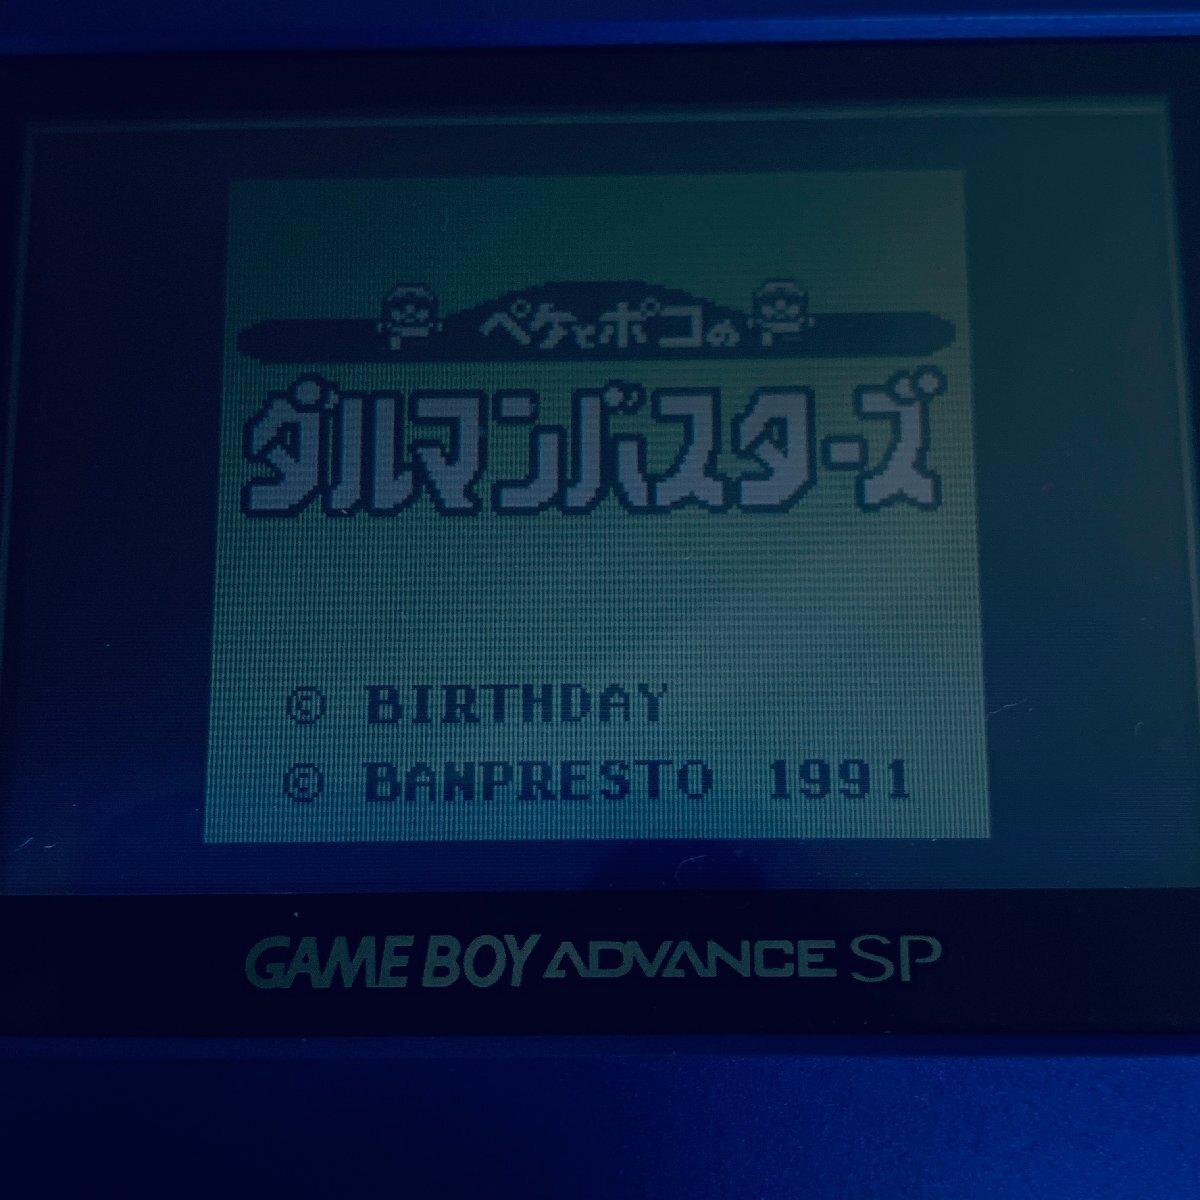 ペケとポコの
ダルマンバスターズ
© BIRTHDAY
© BANPRESTO 1991
GAME BOY ADVANCE SP